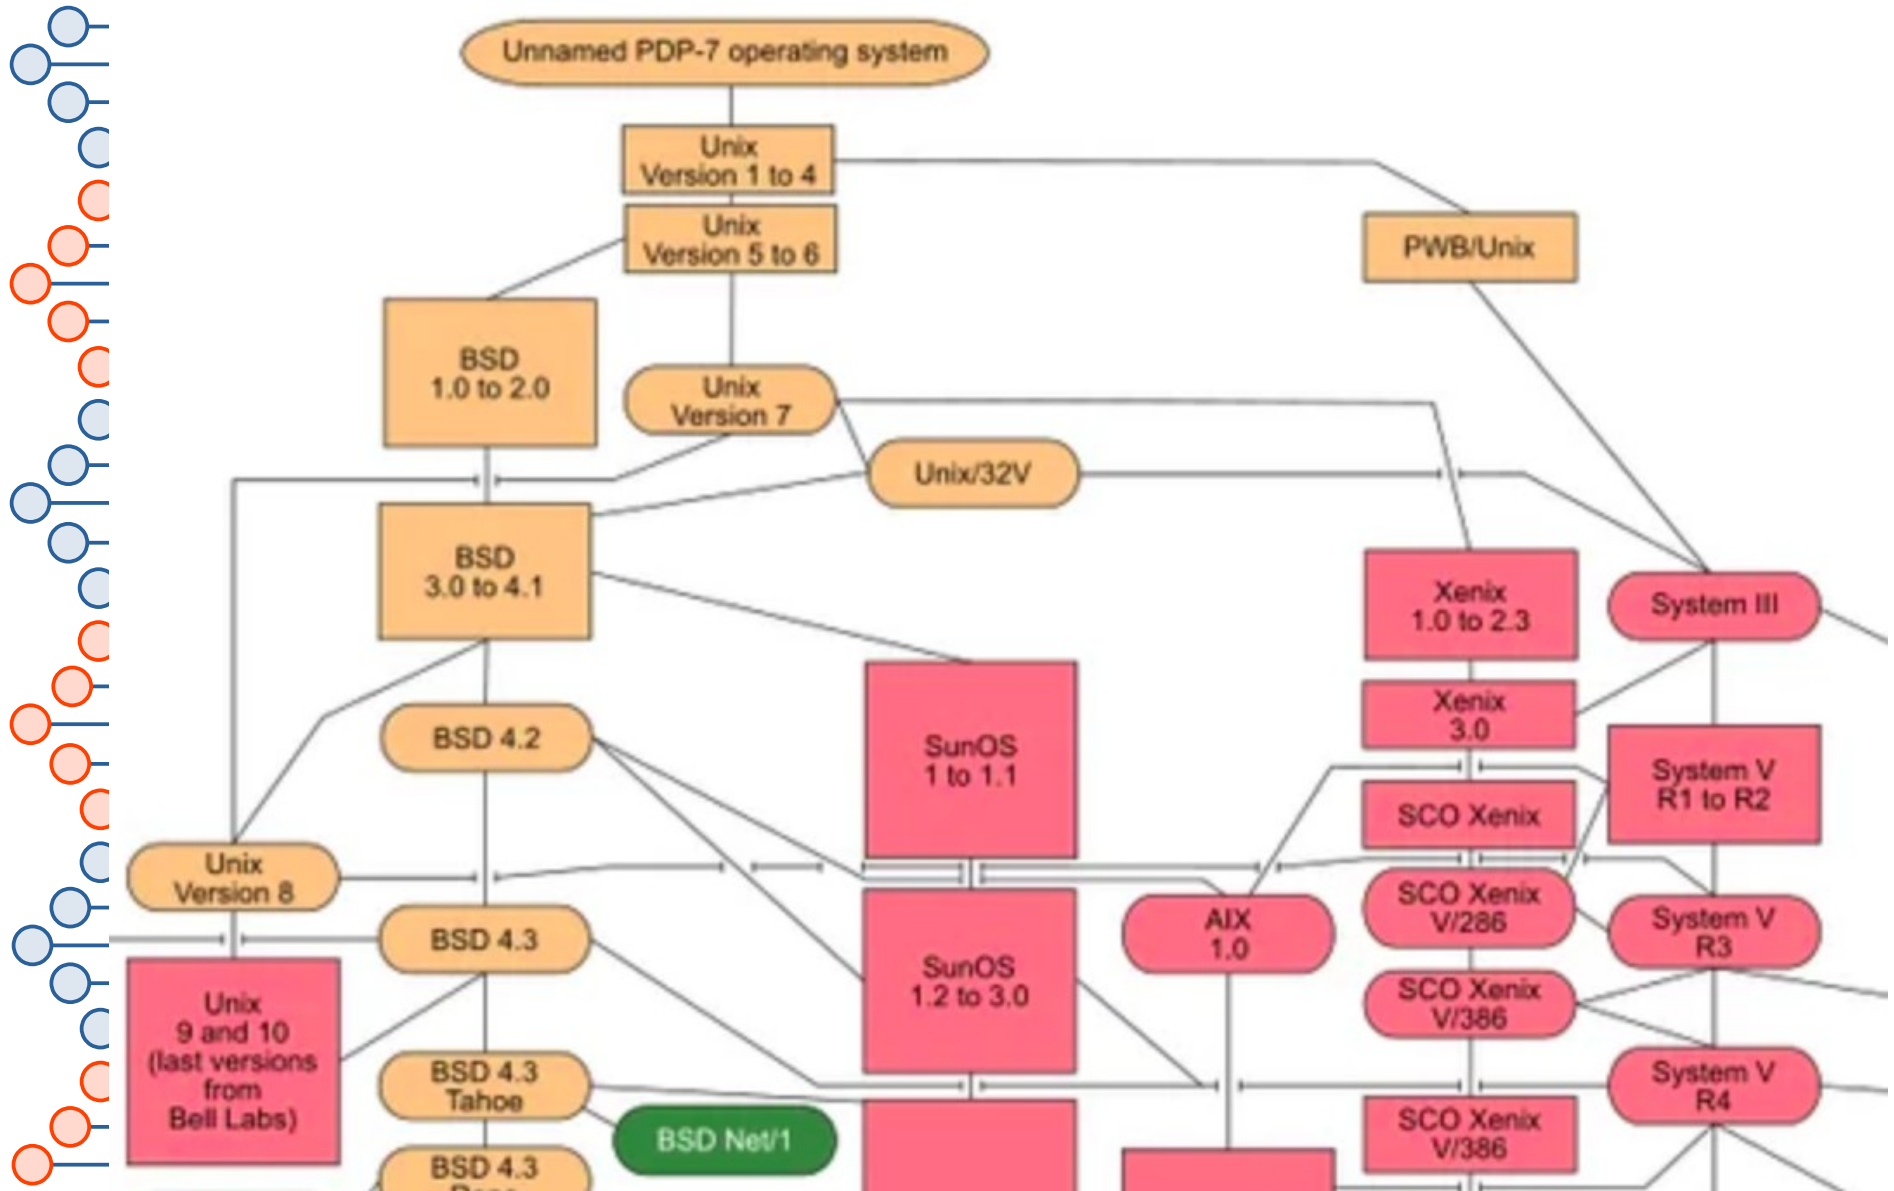 Unnamed PDP-7 operating system
Unix
Version 1 to 4
Unix
Version 5 to 6
PWB/Unix
BSD
1.0 to 2.0
Unix
Version 7
Unix/32V
BSD
3.0 to 4.1
Xenix
1.0 to 2.3
System III
Xenix
3.0
BSD 4.2
SunOS
1 to 1.1
System V
R1 to R2
SCO Xenix
Unix
Version 8
SCO Xenix
V/286
AIX
1.0
System V
R3
BSD 4.3
SunOS
1.2 to 3.0
SCO Xenix
V/386
Unix
9 and 10
(last versions
from
Bell Labs)
BSD 4.3
Tahoe
System V
R4
BSD Net/1
SCO Xenix
V/386
BSD 4.3